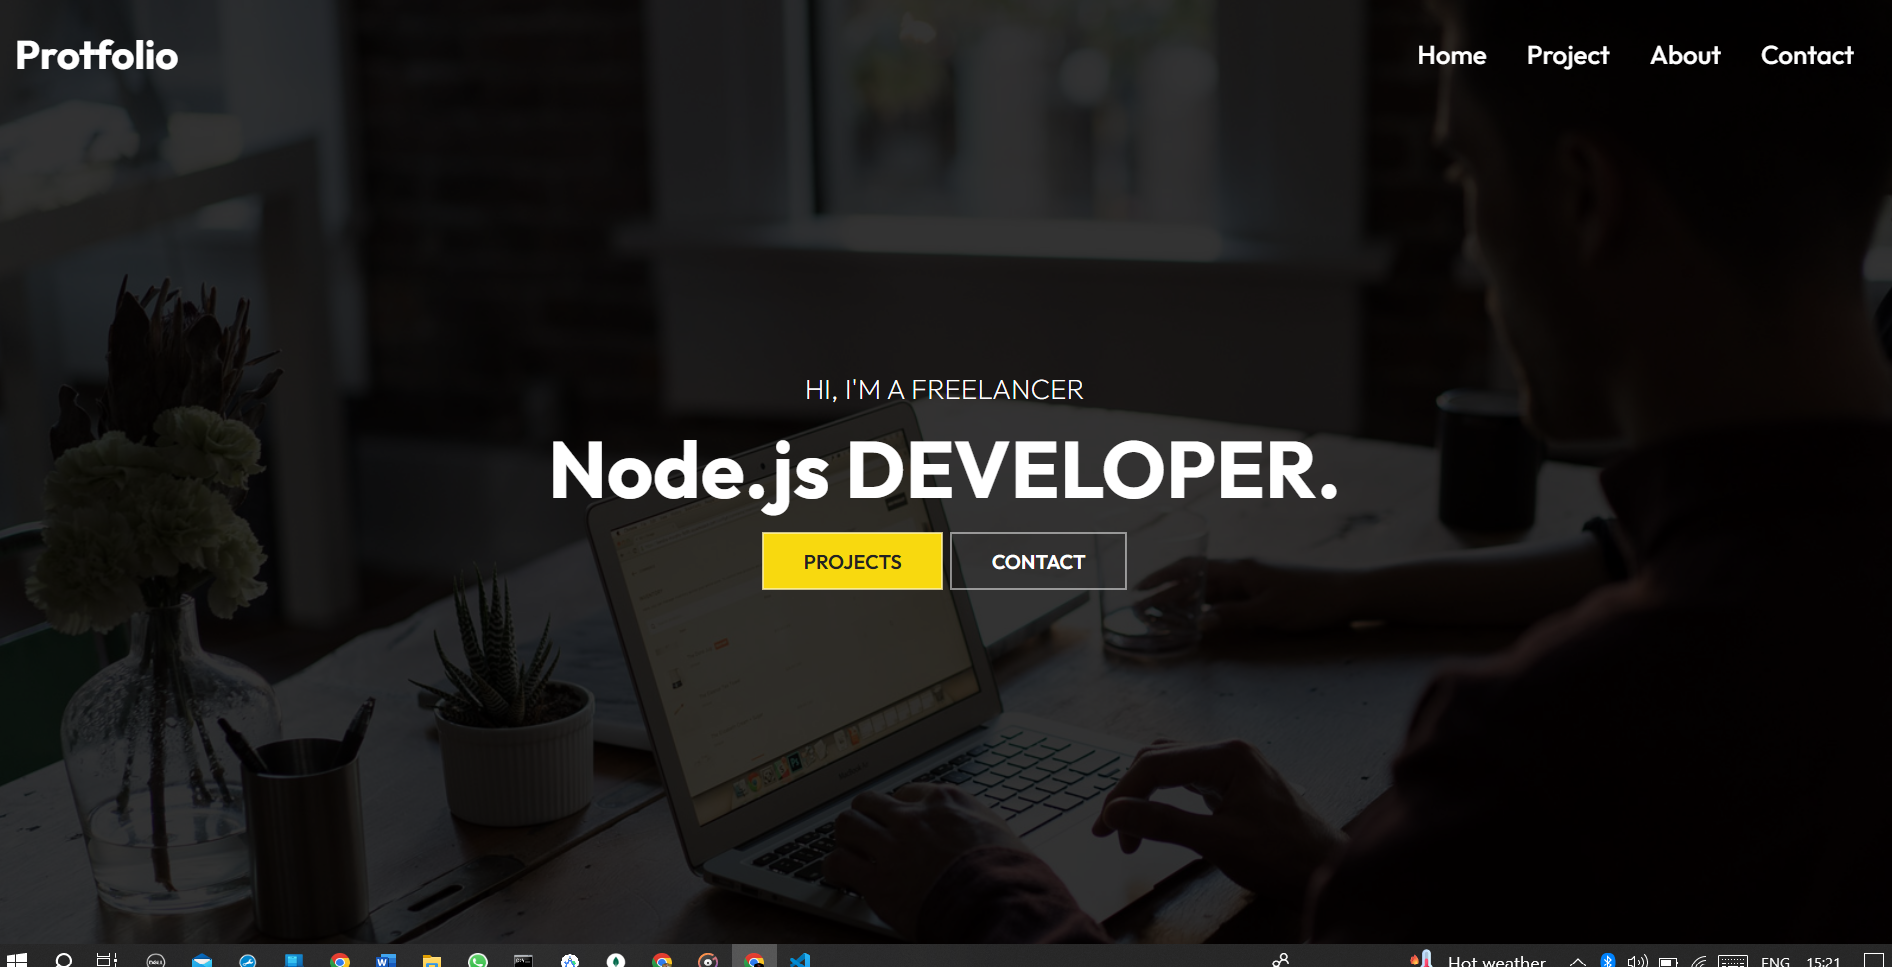 Protfolio
Home Project About Contact
HI, I'M A FREELANCER
Node.js DEVELOPER.
PROJECTS CONTACT
Hot weather ENG 15:21